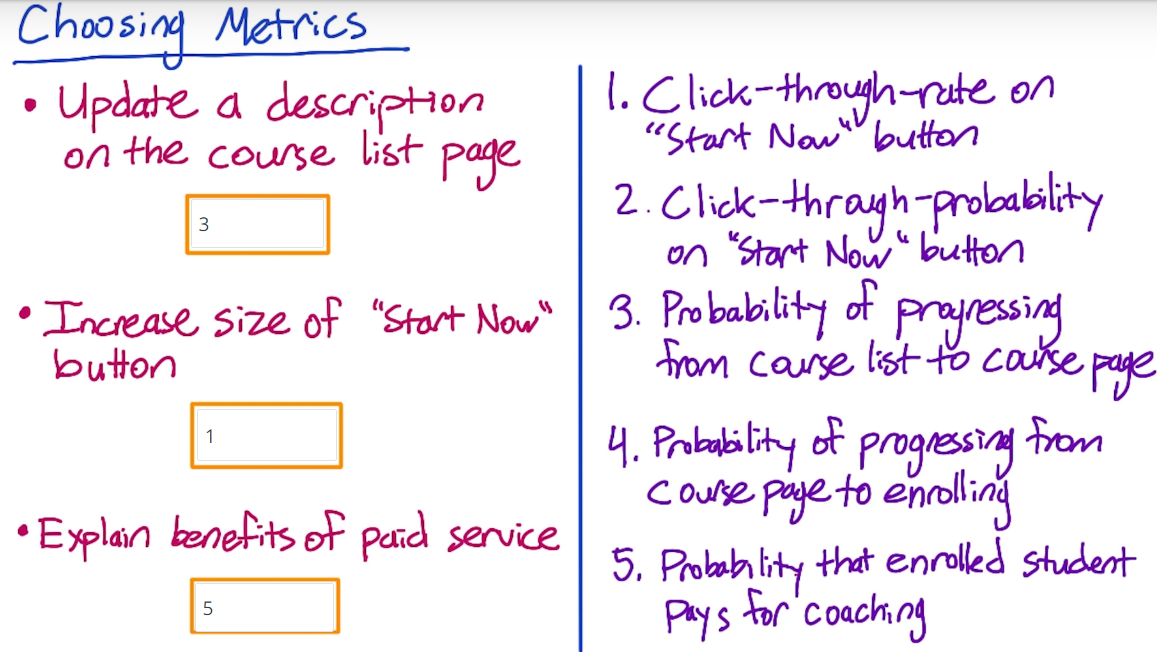 Choosing Metrics
• Update a description
on the course list page
3
• Increase size of "Start Now"
button
1
• Explain benefits of paid service
5
1. Click-through-rate on
"Start Now" button
2. Click-through-probability
on "Start Now" button
3. Probability of progressing
from course list to course page
4. Probability of progressing from
course page to enrolling
5. Probability that enrolled student
pays for coaching